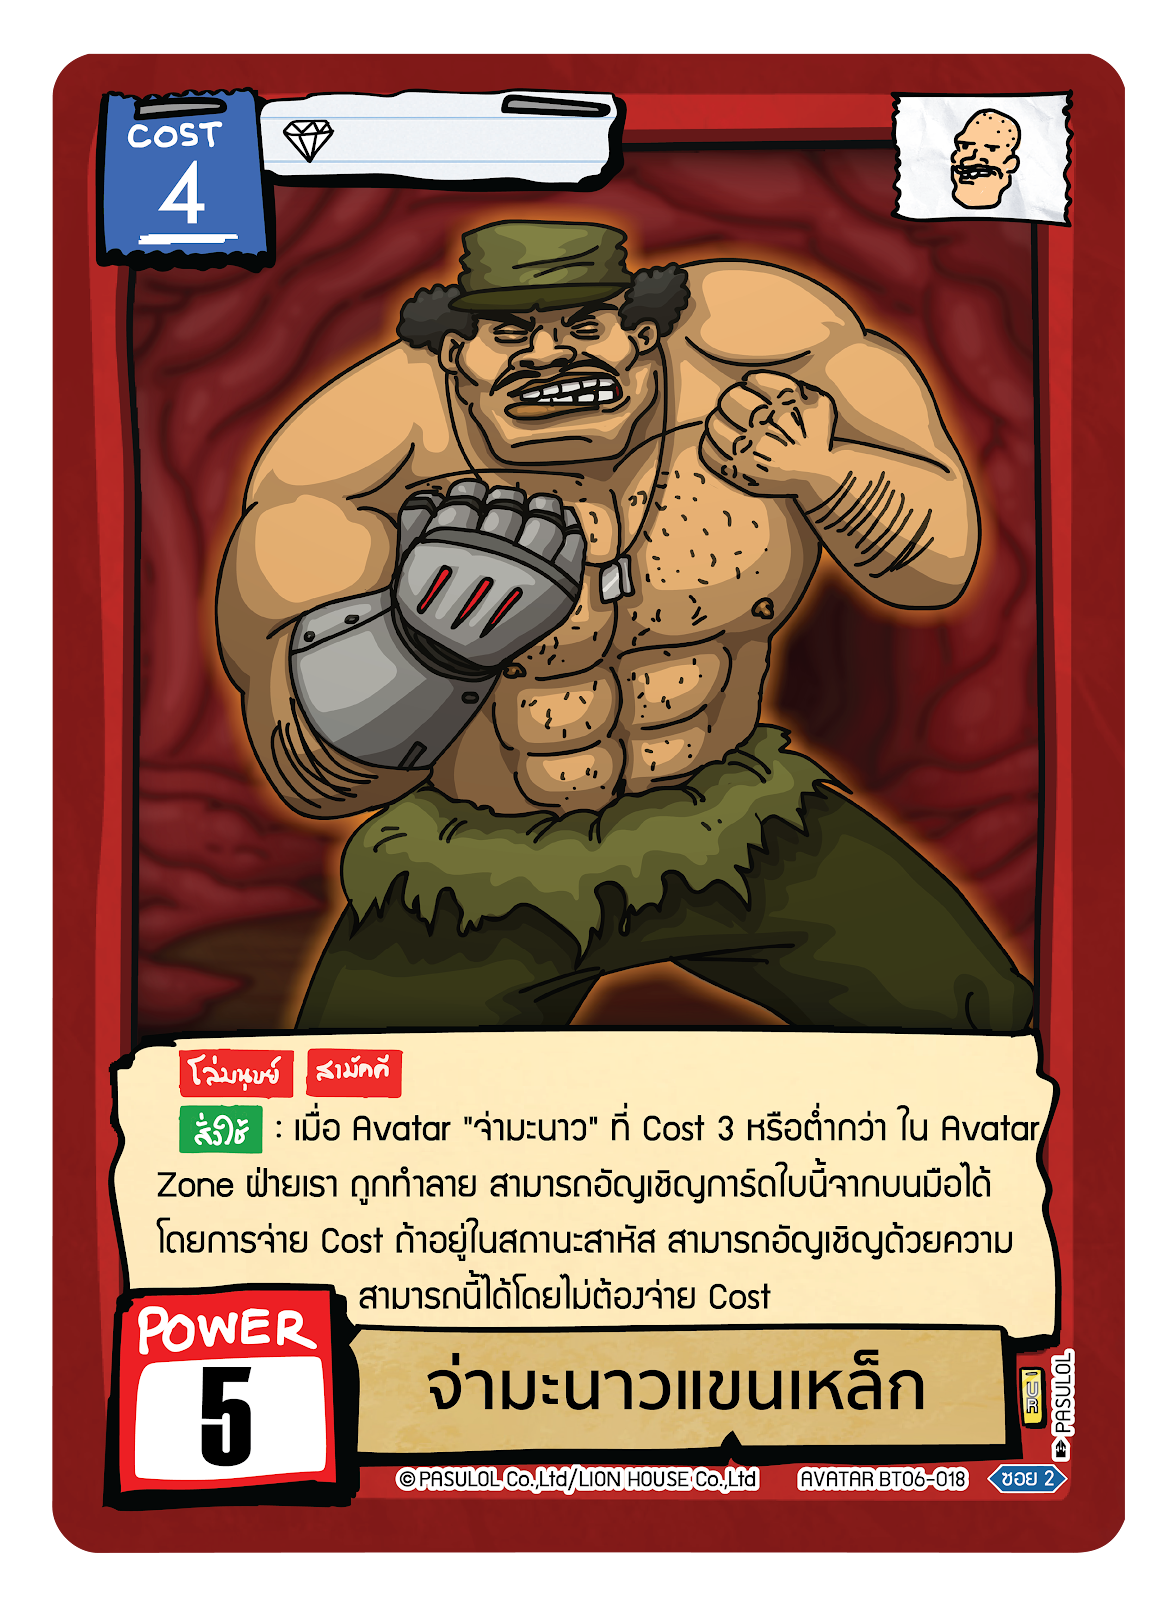 COST
4
โล่มนุษย์ สามัคคี
สั่งใช้ : เมื่อ Avatar "จ่ามะนาว" ที่ Cost 3 หรือต่ำกว่า ใน Avatar
Zone ฝ่ายเรา ถูกทำลาย สามารถอัญเชิญการ์ดใบนี้จากบนมือได้
โดยการจ่าย Cost ถ้าอยู่ในสถานะสาหัส สามารถอัญเชิญด้วยความ
สามารถนี้ได้โดยไม่ต้องจ่าย Cost
POWER
5
จ่ามะนาวแขนเหล็ก
UR
PASULOL
© PASULOL Co.,Ltd/LION HOUSE Co.,Ltd AVATAR BT06-018 ซอย 2